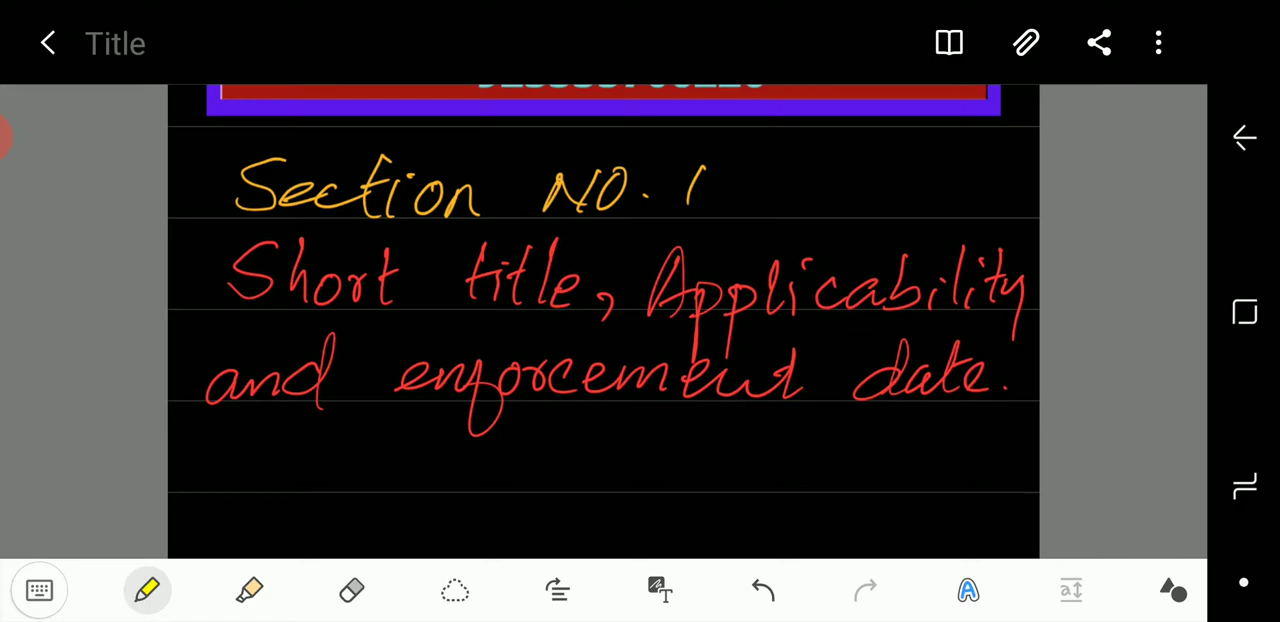 Title
Section NO. 1
Short title, Applicability
and enforcement date.